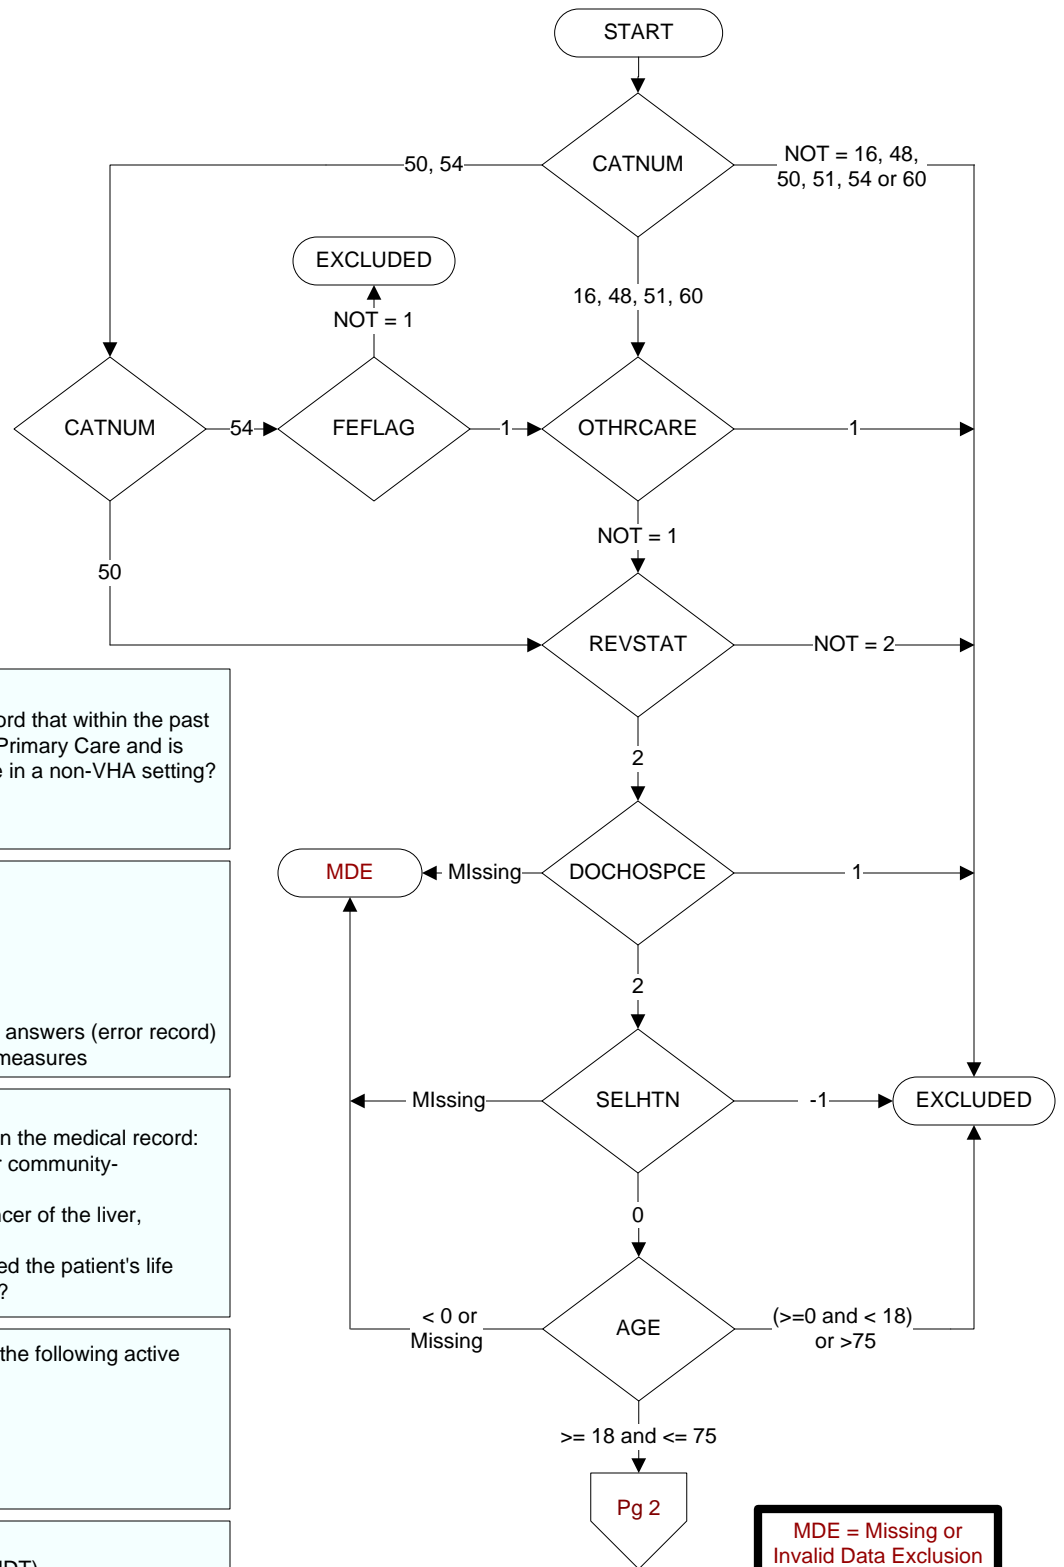 START
CATNUM
50, 54
NOT = 16, 48,
50, 51, 54 or 60
EXCLUDED
16, 48, 51, 60
NOT = 1
CATNUM
54
FEFLAG
1
OTHRCARE
1
NOT = 1
50
REVSTAT
NOT = 2
ord that within the past
Primary Care and is
e in a non-VHA setting?
2
MDE
MIssing
DOCHOSPCE
1
2
answers (error record)
measures
MIssing
SELHTN
-1
EXCLUDED
n the medical record:
r community-
ncer of the liver,
ed the patient's life
?
0
< 0 or
Missing
AGE
(>=0 and < 18)
or >75
the following active
>= 18 and <= 75
Pg 2
MDE = Missing or
Invalid Data Exclusion